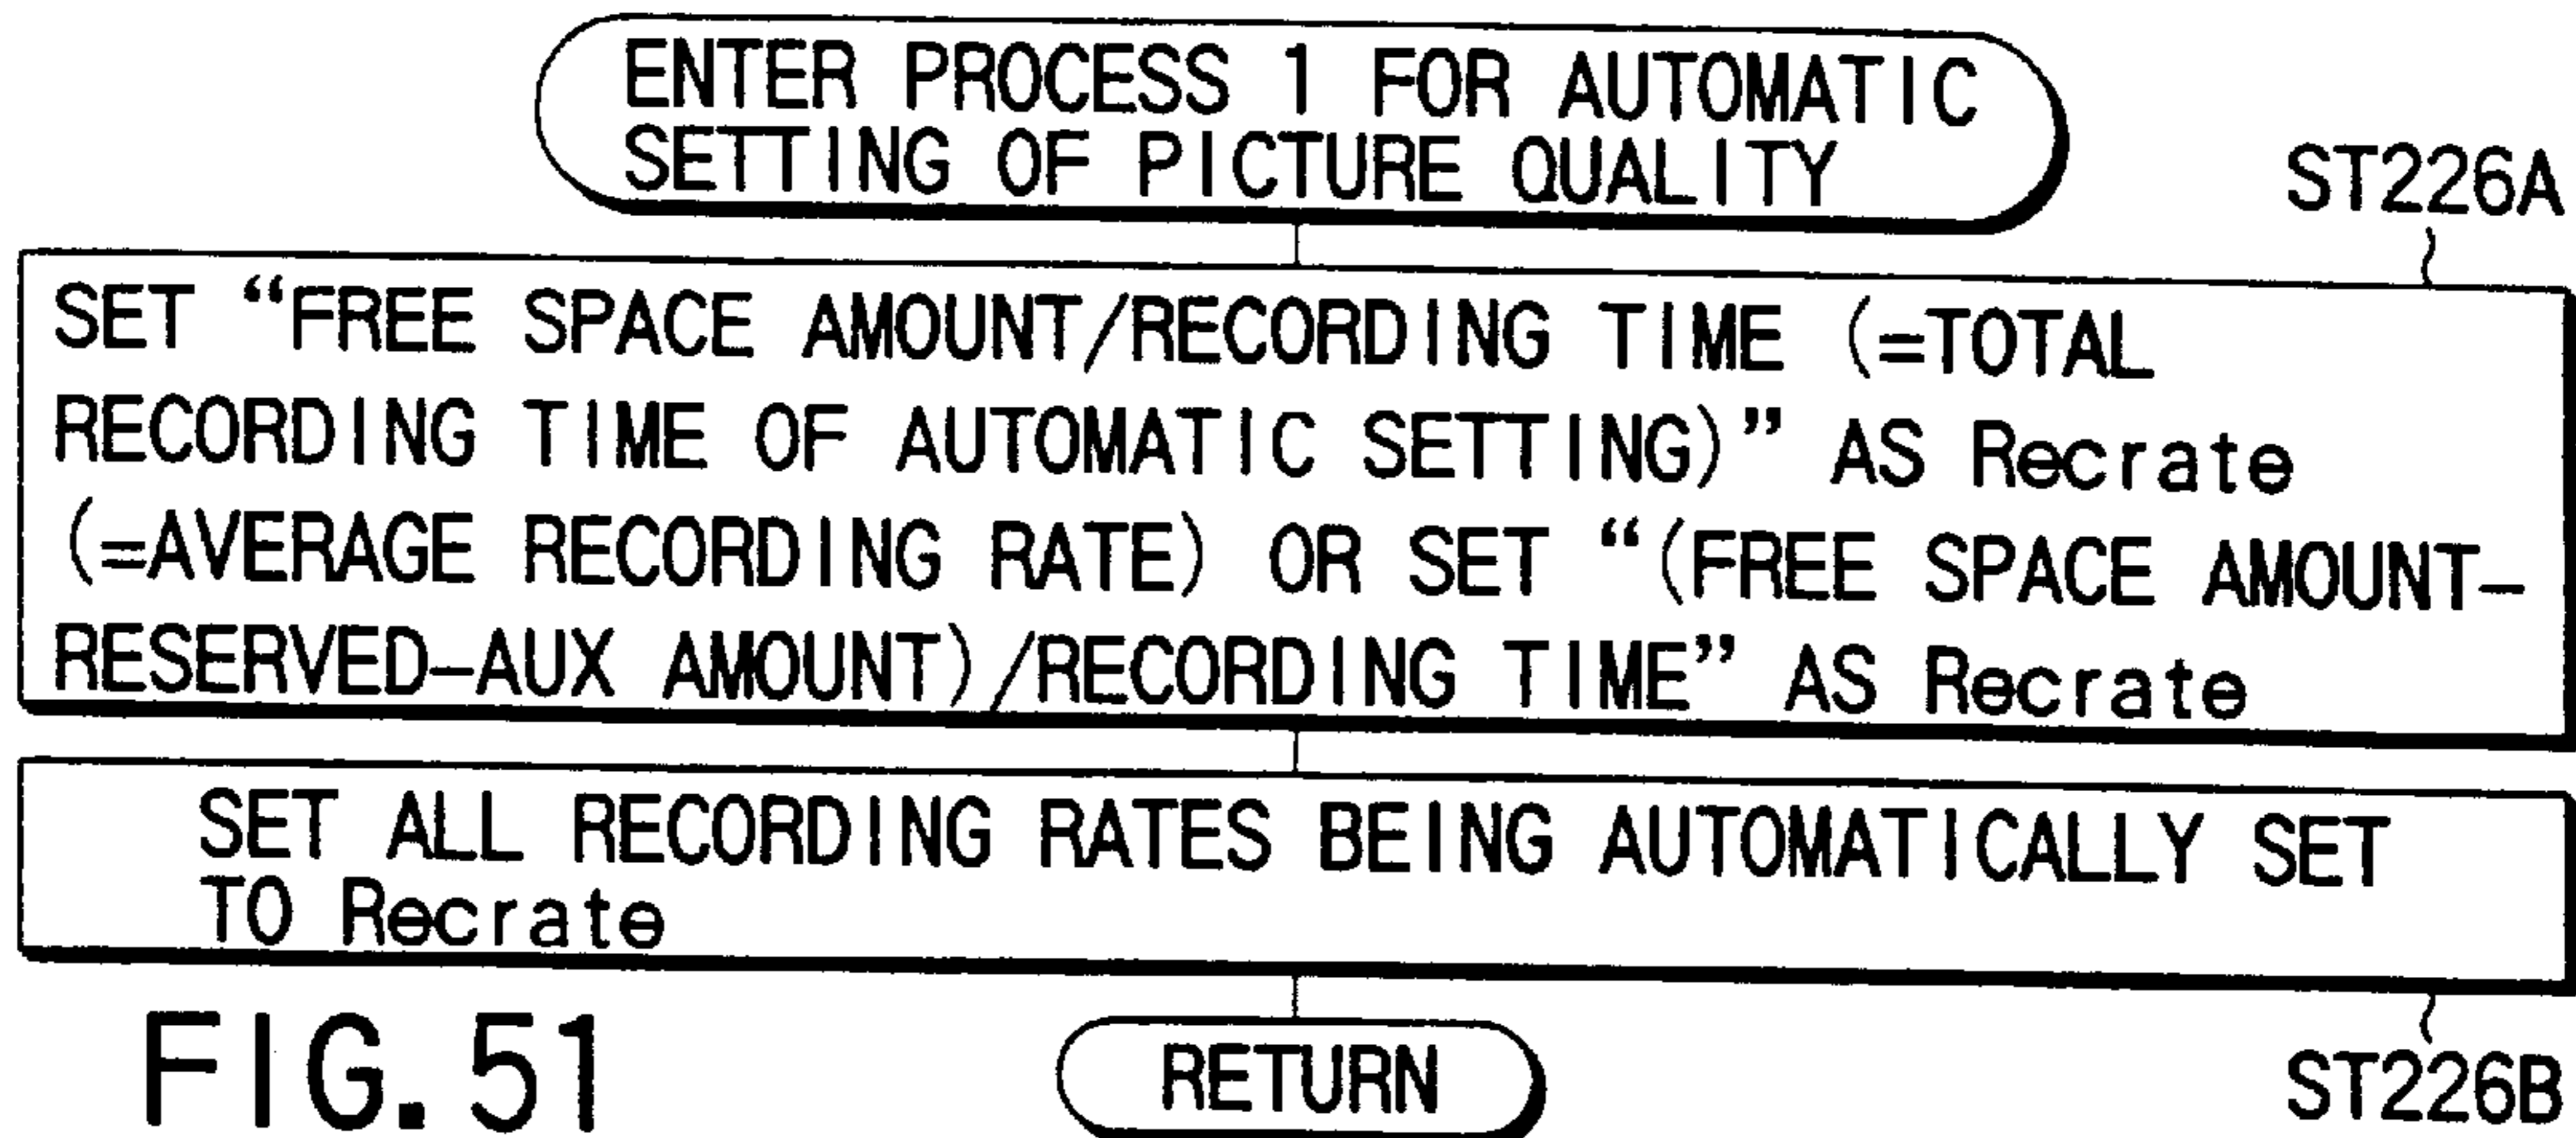 ENTER PROCESS 1 FOR AUTOMATIC
SETTING OF PICTURE QUALITY
ST226A
SET “FREE SPACE AMOUNT/RECORDING TIME (=TOTAL
RECORDING TIME OF AUTOMATIC SETTING)” AS Recrate
(=AVERAGE RECORDING RATE) OR SET “(FREE SPACE AMOUNT-
RESERVED-AUX AMOUNT)/RECORDING TIME” AS Recrate
SET ALL RECORDING RATES BEING AUTOMATICALLY SET
TO Recrate
ST226B
RETURN
FIG. 51